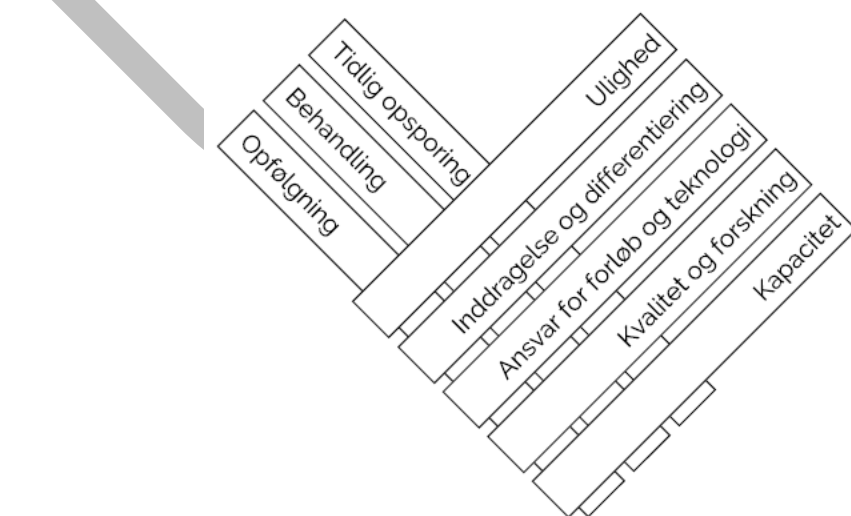 Tidlig opsporing
Behandling
Opfølgning
Ulighed
Inddragelse og differentiering
Ansvar for forløb og teknologi
Kvalitet og forskning
Kapacitet